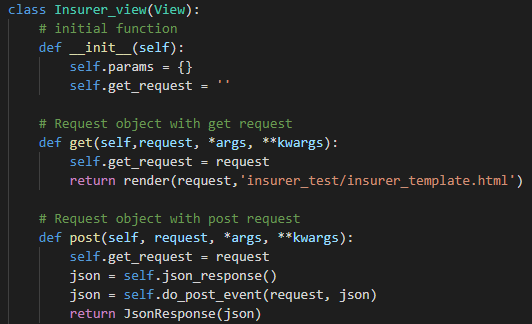 class Insurer_view(View):
    # initial function
    def __init__(self):
        self.params = {}
        self.get_request = ''

    # Request object with get request
    def get(self,request, *args, **kwargs):
        self.get_request = request
        return render(request,'insurer_test/insurer_template.html')

    # Request object with post request
    def post(self, request, *args, **kwargs):
        self.get_request = request
        json = self.json_response()
        json = self.do_post_event(request, json)
        return JsonResponse(json)